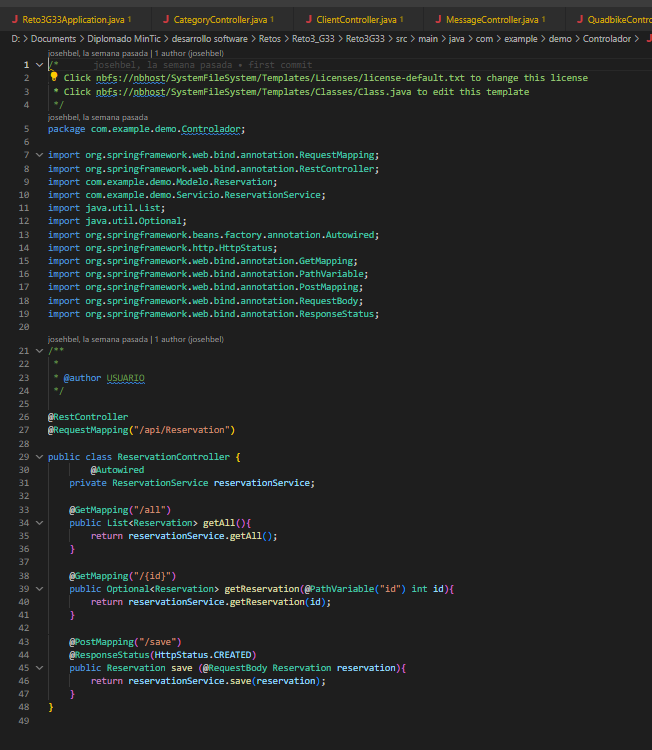 J Reto3G33Application.java 1 J CategoryController.java 1 J ClientController.java 1 J MessageController.java 1 J QuadbikeContro
D: > Documents > Diplomado MinTic > desarrollo software > Retos > Reto3_G33 > Reto3G33 > src > main > java > com > example > demo > Controlador > J
josehbel, la semana pasada | 1 author (josehbel)
1 /* josehbel, la semana pasada • first commit
2 Click nbfs://nbhost/SystemFileSystem/Templates/Licenses/license-default.txt to change this license
3 * Click nbfs://nbhost/SystemFileSystem/Templates/Classes/Class.java to edit this template
4 */
josehbel, la semana pasada
5 package com.example.demo.Controlador;
6
7 import org.springframework.web.bind.annotation.RequestMapping;
8 import org.springframework.web.bind.annotation.RestController;
9 import com.example.demo.Modelo.Reservation;
10 import com.example.demo.Servicio.ReservationService;
11 import java.util.List;
12 import java.util.Optional;
13 import org.springframework.beans.factory.annotation.Autowired;
14 import org.springframework.http.HttpStatus;
15 import org.springframework.web.bind.annotation.GetMapping;
16 import org.springframework.web.bind.annotation.PathVariable;
17 import org.springframework.web.bind.annotation.PostMapping;
18 import org.springframework.web.bind.annotation.RequestBody;
19 import org.springframework.web.bind.annotation.ResponseStatus;
20
josehbel, la semana pasada | 1 author (josehbel)
21 /**
22 *
23 * @author USUARIO
24 */
25
26 @RestController
27 @RequestMapping("/api/Reservation")
28
29 public class ReservationController {
30 @Autowired
31 private ReservationService reservationService;
32
33 @GetMapping("/all")
34 public List<Reservation> getAll(){
35 return reservationService.getAll();
36 }
37
38 @GetMapping("/{id}")
39 public Optional<Reservation> getReservation(@PathVariable("id") int id){
40 return reservationService.getReservation(id);
41 }
42
43 @PostMapping("/save")
44 @ResponseStatus(HttpStatus.CREATED)
45 public Reservation save (@RequestBody Reservation reservation){
46 return reservationService.save(reservation);
47 }
48 }
49